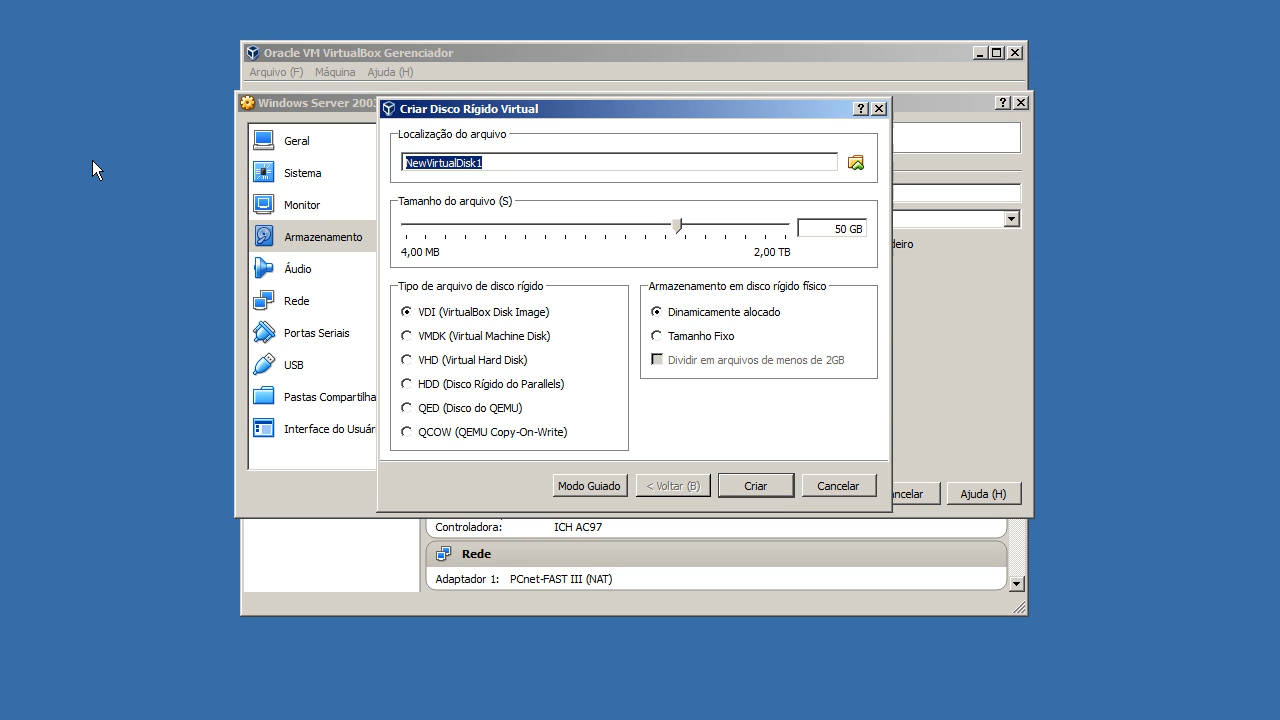 Oracle VM VirtualBox Gerenciador
Arquivo (F) Máquina Ajuda (H)
Windows Server 2003
Criar Disco Rígido Virtual
Geral
Sistema
Monitor
Armazenamento
Áudio
Rede
Portas Seriais
USB
Pastas Compartilha
Interface do Usuár
Localização do arquivo
NewVirtualDisk1
Tamanho do arquivo (S)
50 GB
4,00 MB 2,00 TB
Tipo de arquivo de disco rígido
VDI (VirtualBox Disk Image)
VMDK (Virtual Machine Disk)
VHD (Virtual Hard Disk)
HDD (Disco Rígido do Parallels)
QED (Disco do QEMU)
QCOW (QEMU Copy-On-Write)
Armazenamento em disco rígido físico
Dinamicamente alocado
Tamanho Fixo
Dividir em arquivos de menos de 2GB
Modo Guiado < Voltar (B) Criar Cancelar
deiro
ncelar Ajuda (H)
Controladora: ICH AC97
Rede
Adaptador 1: PCnet-FAST III (NAT)